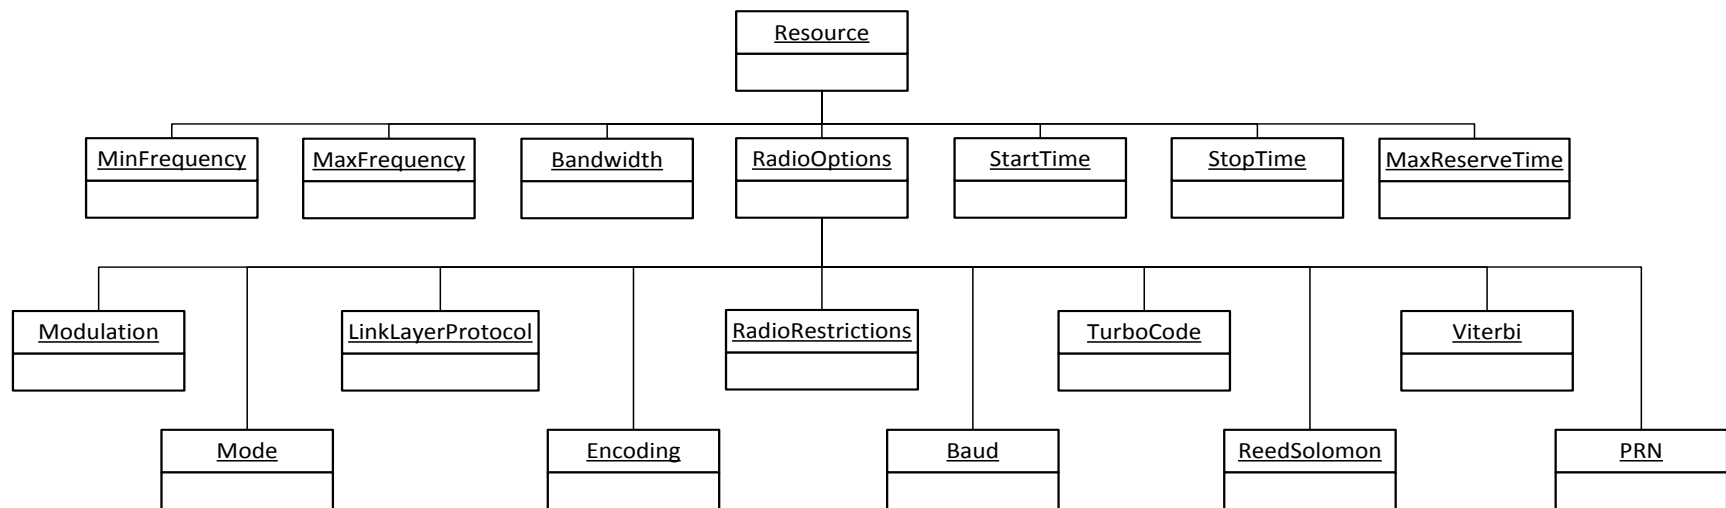 Resource
MinFrequency
MaxFrequency
Bandwidth
RadioOptions
StartTime
StopTime
MaxReserveTime
Modulation
LinkLayerProtocol
RadioRestrictions
TurboCode
Viterbi
Mode
Encoding
Baud
ReedSolomon
PRN